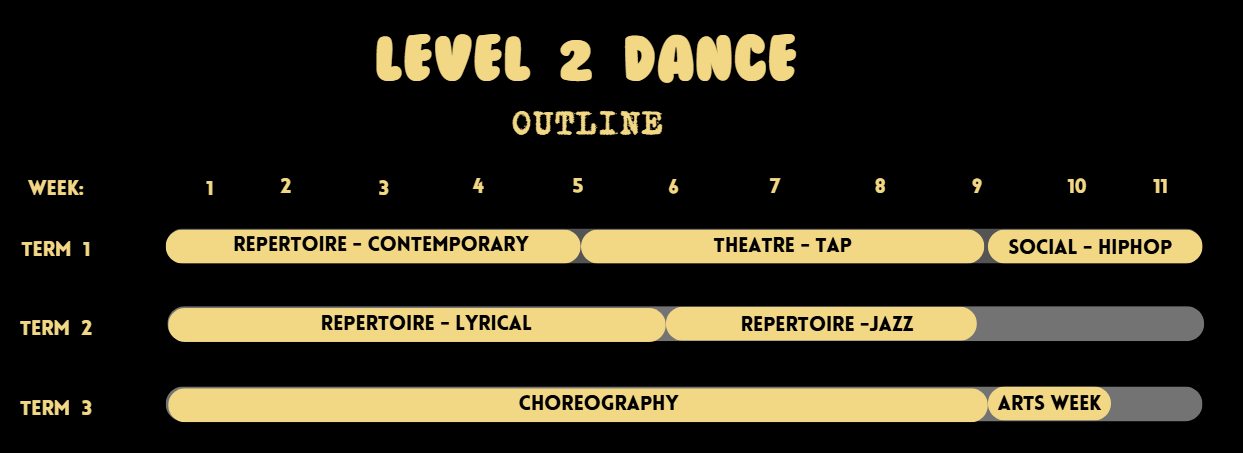 LEVEL 2 DANCE
OUTLINE
WEEK: 1 2 3 4 5 6 7 8 9 10 11
TERM 1 REPERTOIRE - CONTEMPORARY THEATRE - TAP SOCIAL - HIPHOP
TERM 2 REPERTOIRE - LYRICAL REPERTOIRE -JAZZ
TERM 3 CHOREOGRAPHY ARTS WEEK